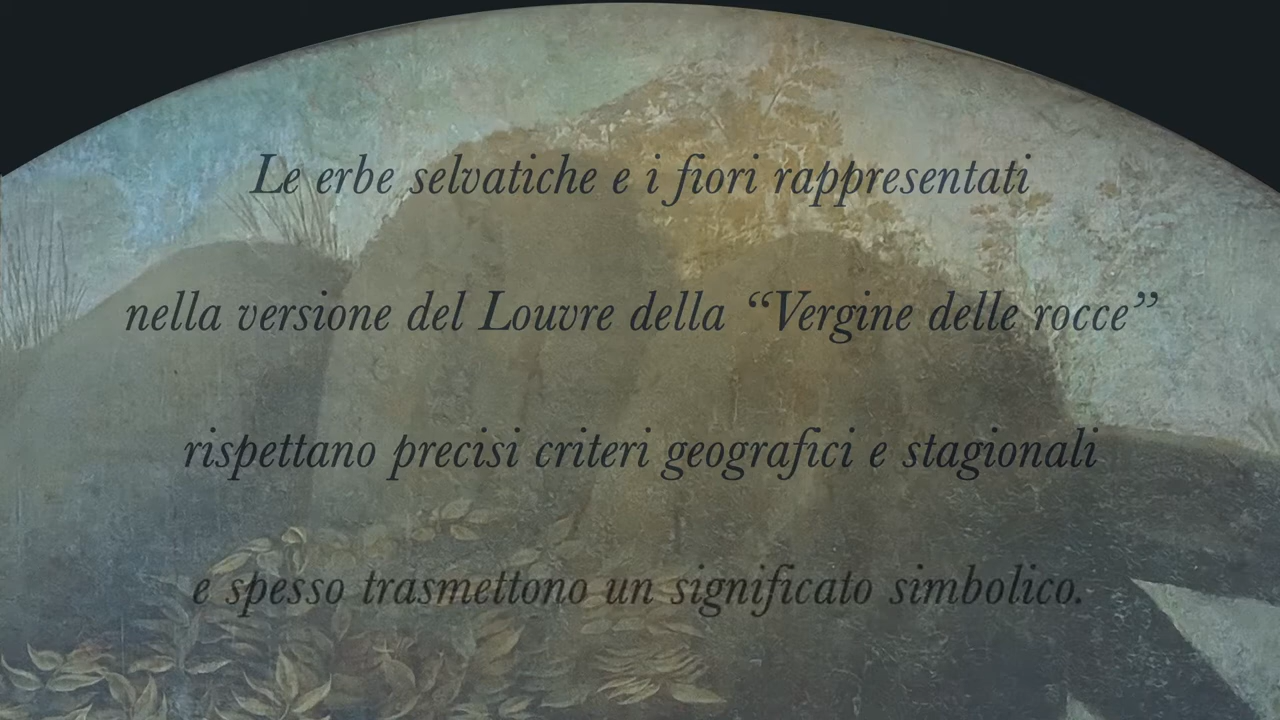 Le erbe selvatiche e i fiori rappresentati
nella versione del Louvre della “Vergine delle rocce”
rispettano precisi criteri geografici e stagionali
e spesso trasmettono un significato simbolico.